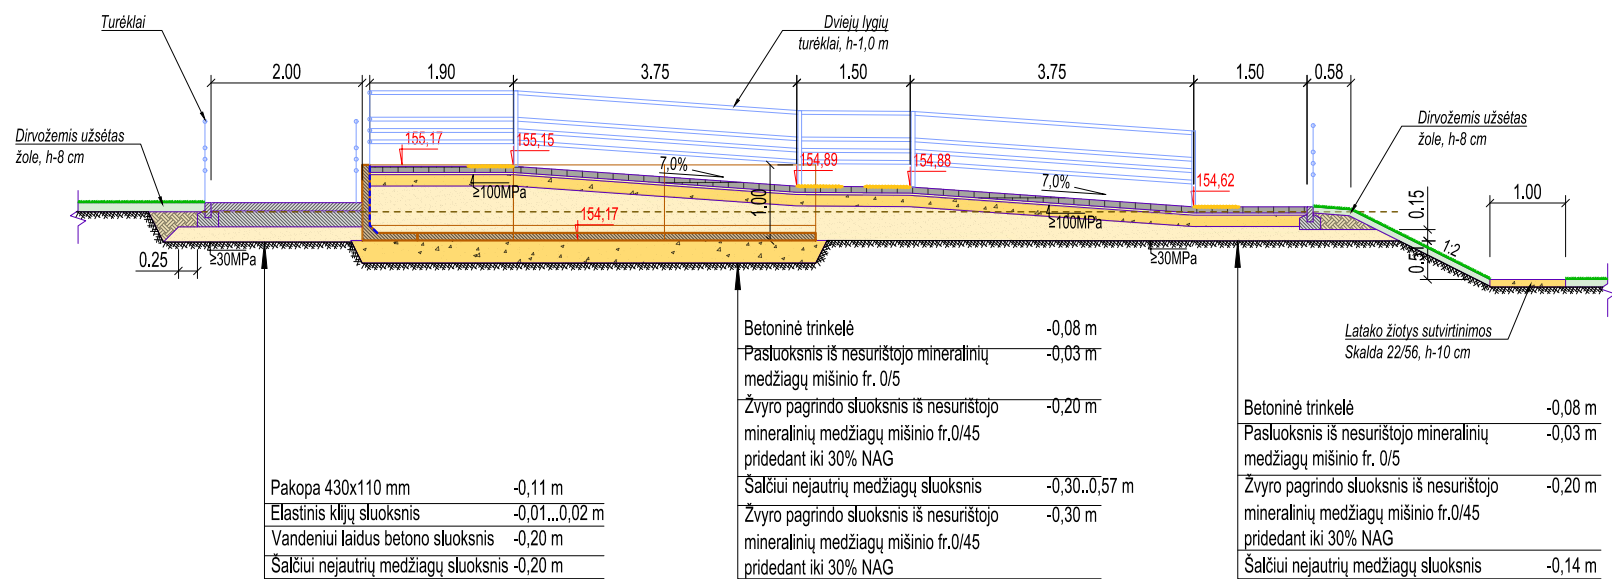 Turėklai
Dviejų lygių
turėklai, h-1,0 m
2.00
1.90
3.75
1.50
3.75
1.50
0.58
Dirvožemis užsėtas
žole, h-8 cm
Dirvožemis užsėtas
žole, h-8 cm
155,17
155,15
154,89
154,88
154,62
7,0%
7,0%
≥100MPa
≥100MPa
1.00
1.00
154,17
0.15
0.51
1:2
0.25
≥30MPa
≥30MPa
Latako žiotys sutvirtinimos
Skalda 22/56, h-10 cm
Pakopa 430x110 mm -0,11 m
Elastinis klijų sluoksnis -0,01...0,02 m
Vandeniui laidus betono sluoksnis -0,20 m
Šalčiui nejautrių medžiagų sluoksnis -0,20 m
Betoninė trinkelė -0,08 m
Pasluoksnis iš nesurištojo mineralinių -0,03 m
medžiagų mišinio fr. 0/5
Žvyro pagrindo sluoksnis iš nesurištojo -0,20 m
mineralinių medžiagų mišinio fr.0/45
pridedant iki 30% NAG
Šalčiui nejautrių medžiagų sluoksnis -0,30..0,57 m
Žvyro pagrindo sluoksnis iš nesurištojo -0,30 m
mineralinių medžiagų mišinio fr.0/45
pridedant iki 30% NAG
Betoninė trinkelė -0,08 m
Pasluoksnis iš nesurištojo mineralinių -0,03 m
medžiagų mišinio fr. 0/5
Žvyro pagrindo sluoksnis iš nesurištojo -0,20 m
mineralinių medžiagų mišinio fr.0/45
pridedant iki 30% NAG
Šalčiui nejautrių medžiagų sluoksnis -0,14 m